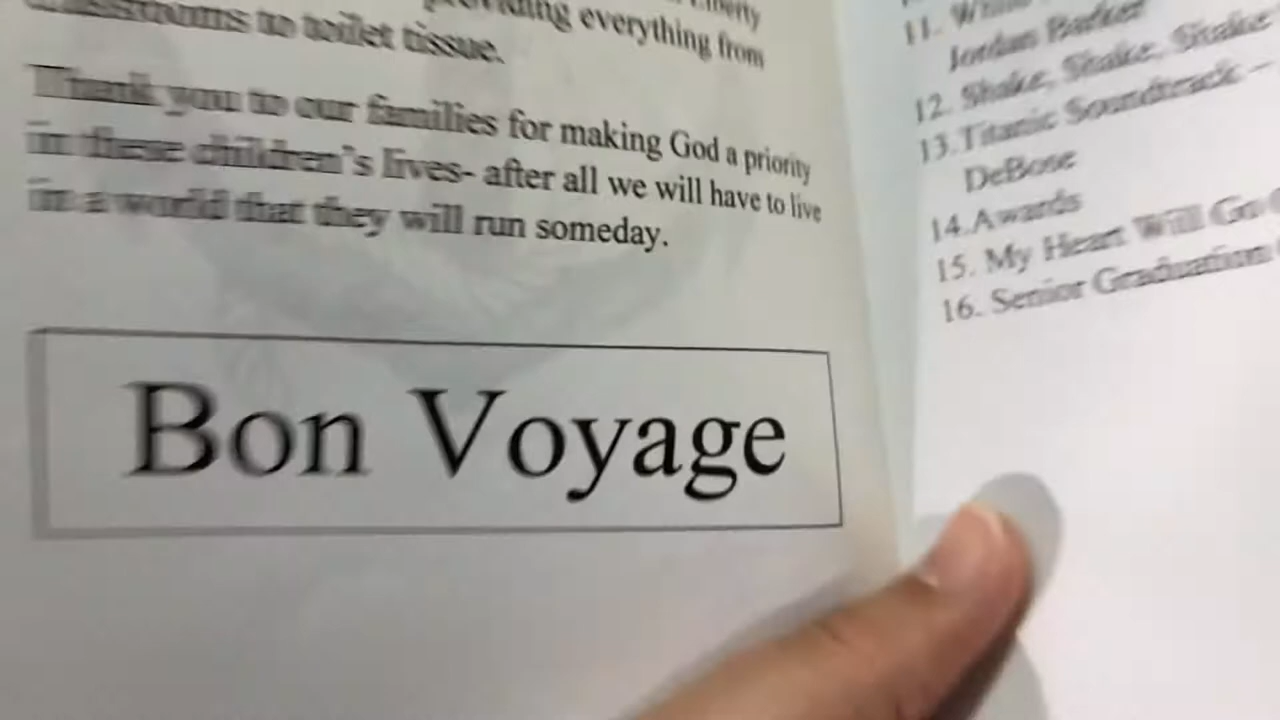 providing everything from
to toilet tissue.
Thank you to our families for making God a priority
in these children's lives- after all we will have to live
in a world that they will run someday.
Bon Voyage
11.
Jordan Barker
12. Shake, Shake, Shake
13.Titanic Soundtrack –
DeBose
14.Awards
15. My Heart Will Go
16. Senior Graduation